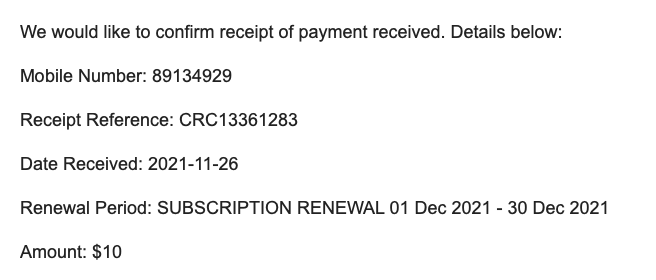 We would like to confirm receipt of payment received. Details below:
Mobile Number: 89134929
Receipt Reference: CRC13361283
Date Received: 2021-11-26
Renewal Period: SUBSCRIPTION RENEWAL 01 Dec 2021 - 30 Dec 2021
Amount: $10